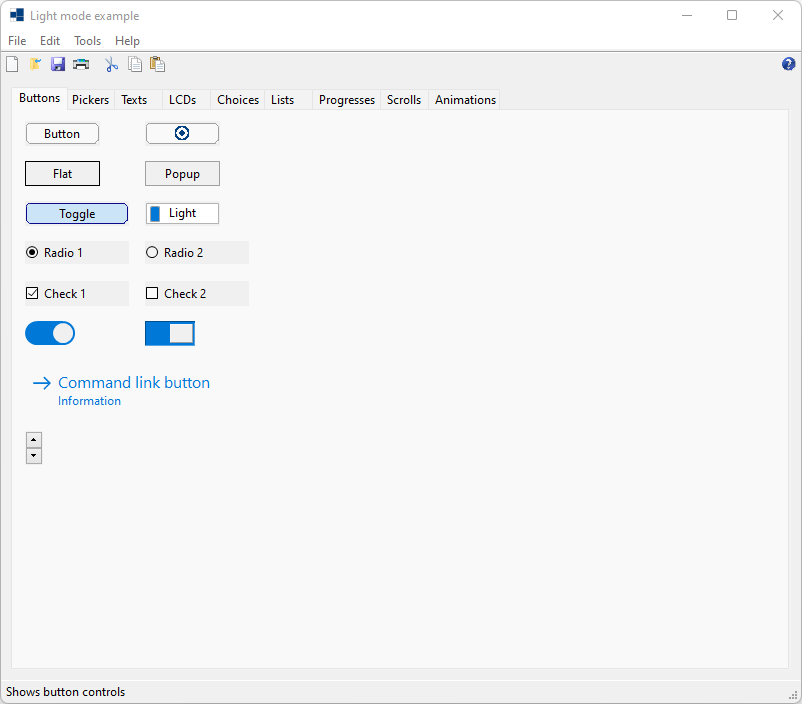 Light mode example
File Edit Tools Help
Buttons Pickers Texts LCDs Choices Lists Progresses Scrolls Animations
Button
Flat Popup
Toggle Light
Radio 1 Radio 2
Check 1 Check 2
Command link button
Information
Shows button controls